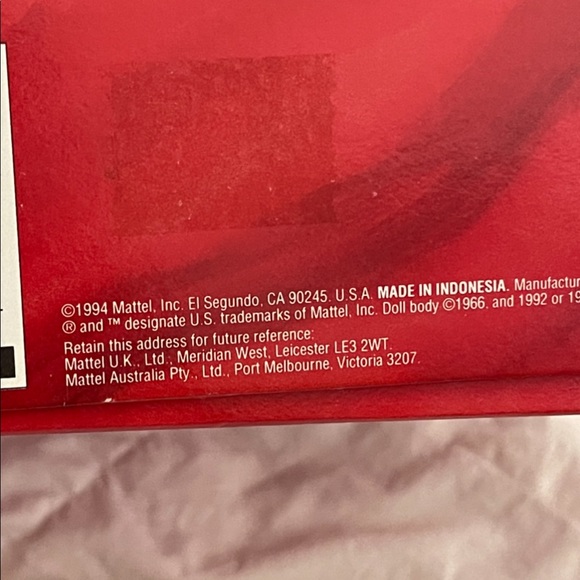 ©1994 Mattel, Inc. El Segundo, CA 90245. U.S.A. MADE IN INDONESIA. Manufactur
® and ™ designate U.S. trademarks of Mattel, Inc. Doll body ©1966, and 1992 or 19
Retain this address for future reference:
Mattel U.K., Ltd., Meridian West, Leicester LE3 2WT.
Mattel Australia Pty., Ltd., Port Melbourne, Victoria 3207.